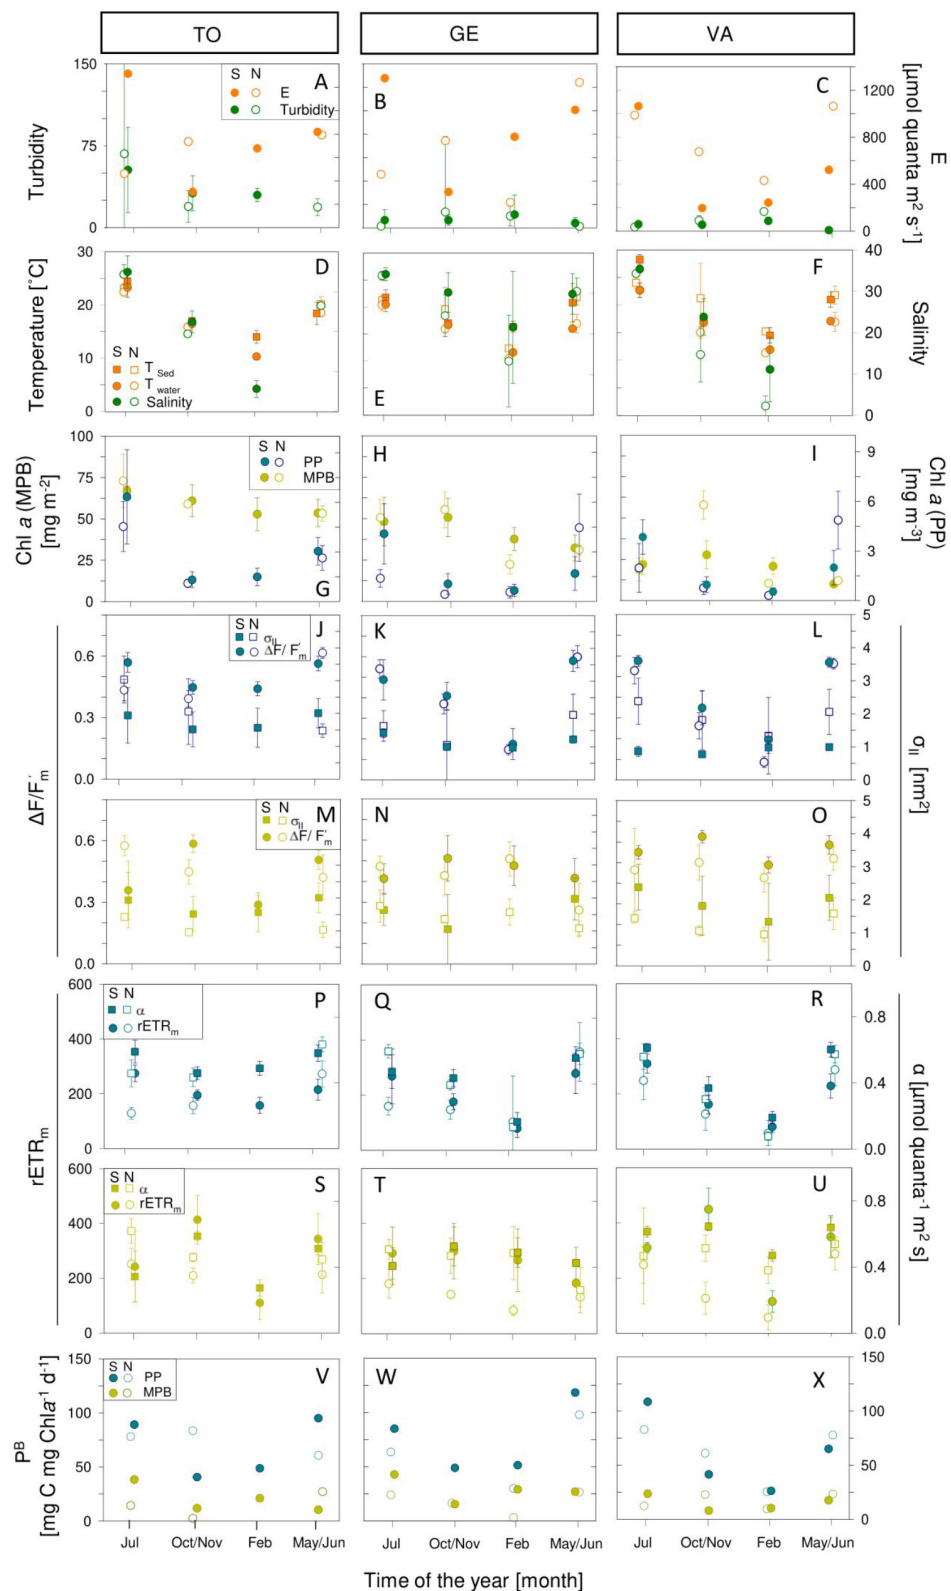 TO GE VA
150 A S N E Turbidity B C 1200
75 800
0 400
0
Turbidity
E [µmol quanta m² s⁻¹]
30 D F 40
20 30
10 S N T Sed T water Salinity E 20
0 10
0
Temperature [°C]
Salinity
100 S N PP MPB H I 9
75 6
50 3
25 G 0
0
Chl a (MPB) [mg m⁻²]
Chl a (PP) [mg m⁻³]
J S N σII ΔF/F'm K L 5
0.6 4
0.3 3
0.0 2
1
0
M S N σII ΔF/F'm N O 5
0.6 4
0.3 3
0.0 2
1
0
ΔF/F'm
σII [nm²]
600 S N α rETRm P Q R 0.8
400 0.4
200 0.0
0
600 S N α rETRm S T U 0.8
400 0.4
200 0.0
0
rETRm
α [µmol quanta⁻¹ m² s]
150 S N PP MPB V W X 150
100 100
50 50
0 0
P^B [mg C mg Chla⁻¹ d⁻¹]
Jul Oct/Nov Feb May/Jun Jul Oct/Nov Feb May/Jun Jul Oct/Nov Feb May/Jun
Time of the year [month]